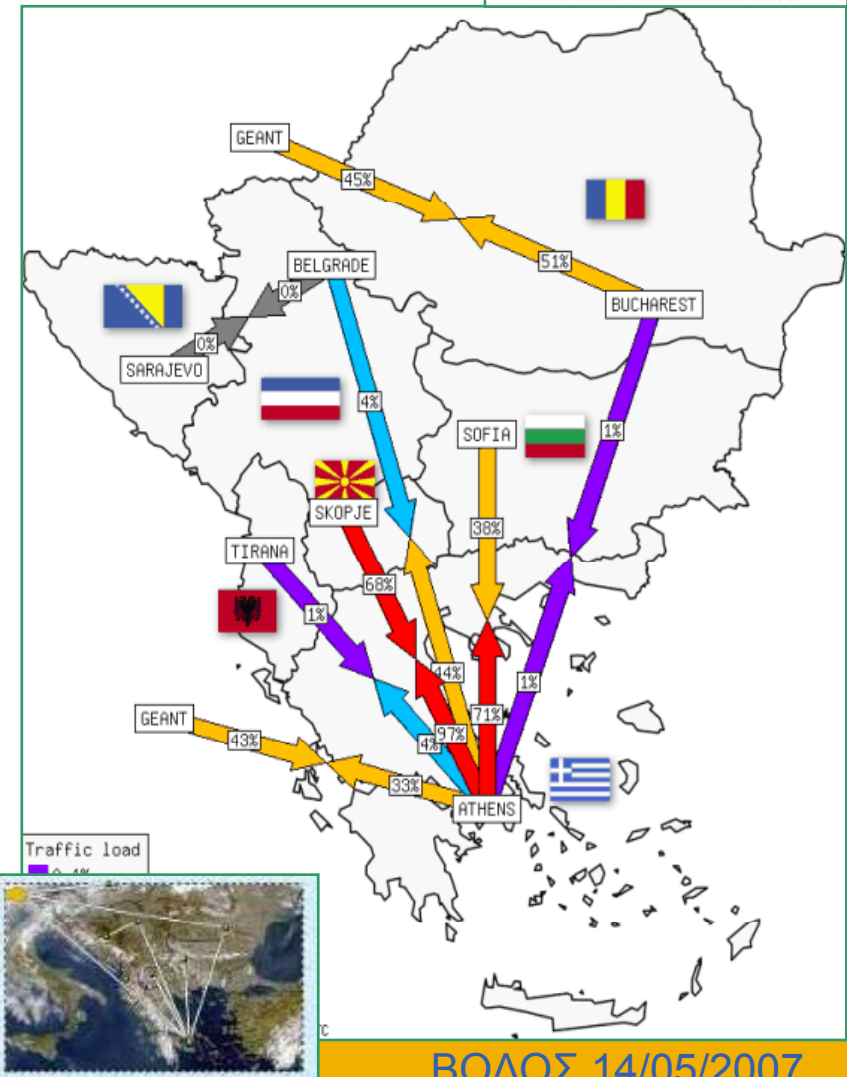 GEANT
45%
51%
BELGRADE
0%
BUCHAREST
0%
SARAJEVO
4%
SOFIA
1%
SKOPJE
38%
TIRANA
68%
1%
44%
1%
GEANT
71%
43%
97%
4%
33%
ATHENS
Traffic load
ΒΟΛΟΣ 14/05/2007